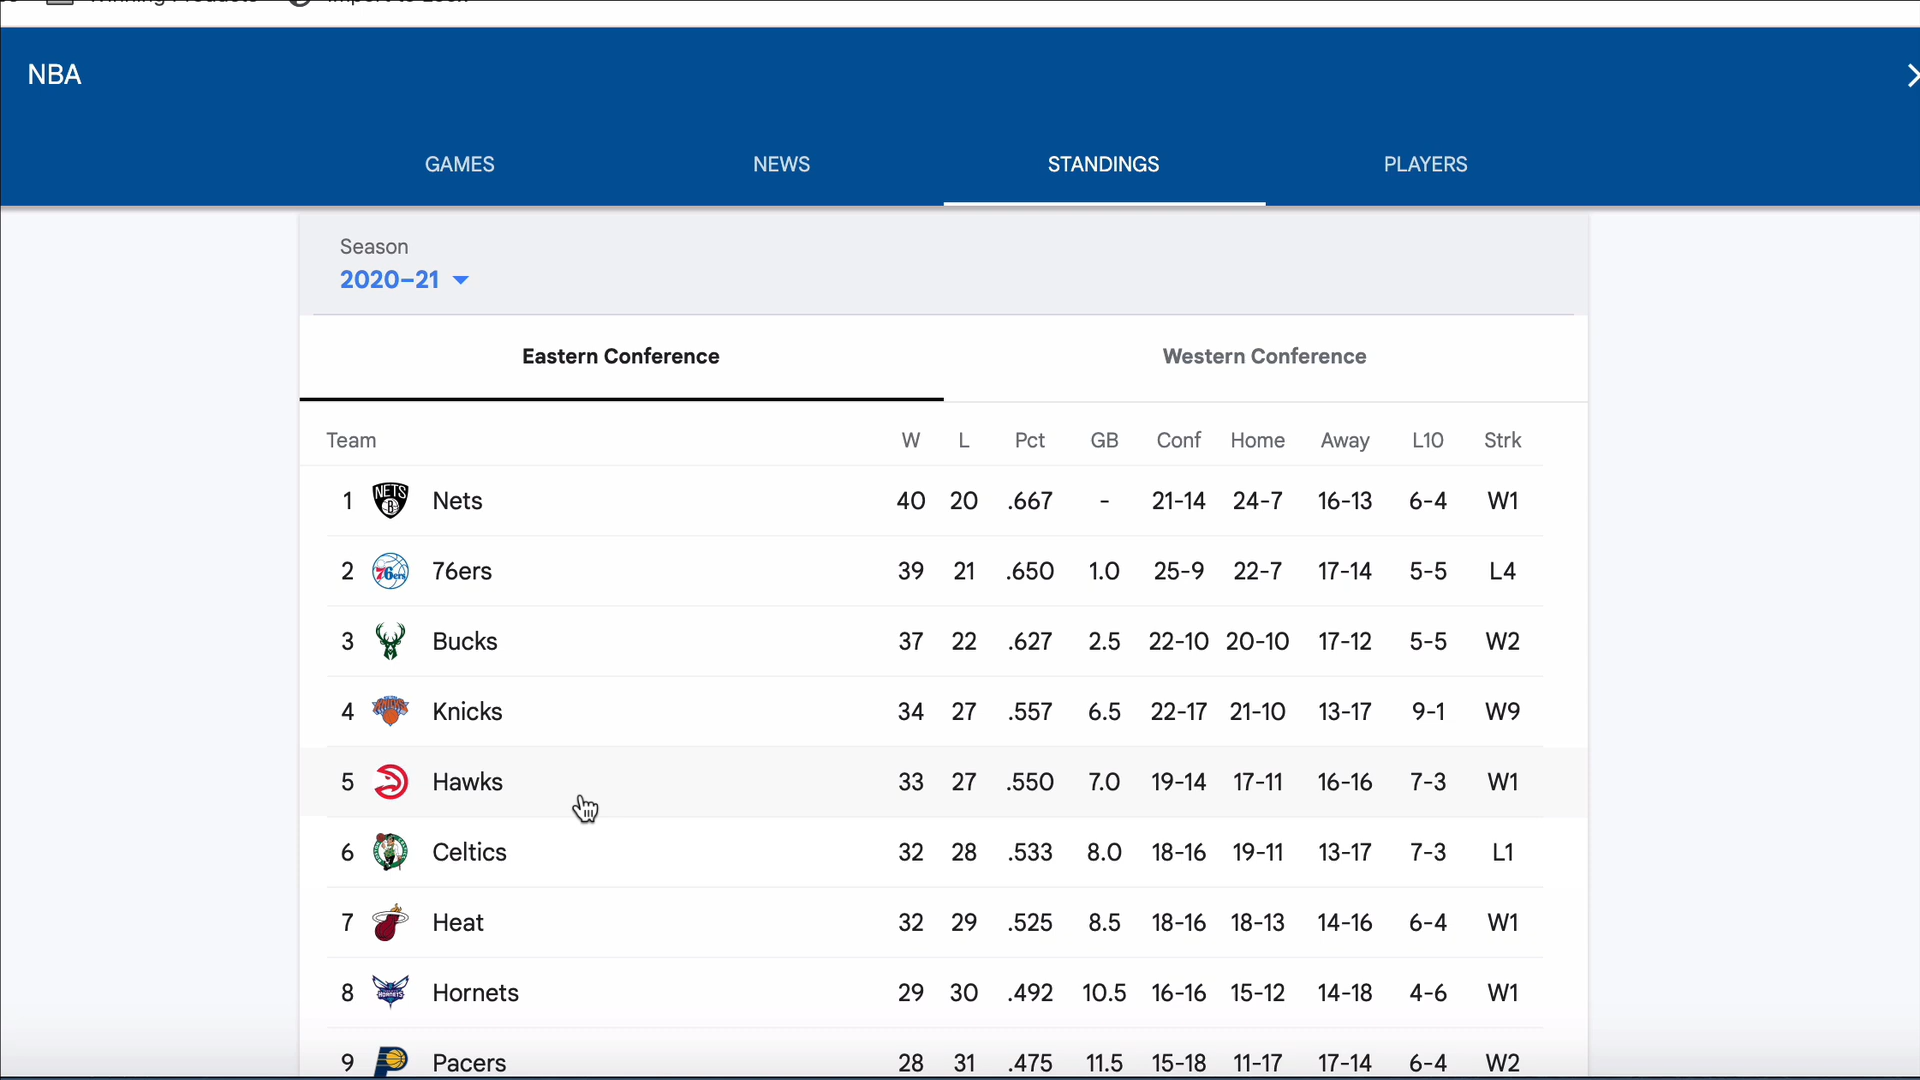 NBA
GAMES NEWS STANDINGS PLAYERS
Season
2020–21
Eastern Conference Western Conference
Team W L Pct GB Conf Home Away L10 Strk
1 NETS B Nets 40 20 .667 - 21-14 24-7 16-13 6-4 W1
2 76ers 76ers 39 21 .650 1.0 25-9 22-7 17-14 5-5 L4
3 Bucks 37 22 .627 2.5 22-10 20-10 17-12 5-5 W2
4 Knicks 34 27 .557 6.5 22-17 21-10 13-17 9-1 W9
5 Hawks 33 27 .550 7.0 19-14 17-11 16-16 7-3 W1
6 Celtics 32 28 .533 8.0 18-16 19-11 13-17 7-3 L1
7 Heat 32 29 .525 8.5 18-16 18-13 14-16 6-4 W1
8 HORNETS Hornets 29 30 .492 10.5 16-16 15-12 14-18 4-6 W1
9 Pacers 28 31 .475 11.5 15-18 11-17 17-14 6-4 W2